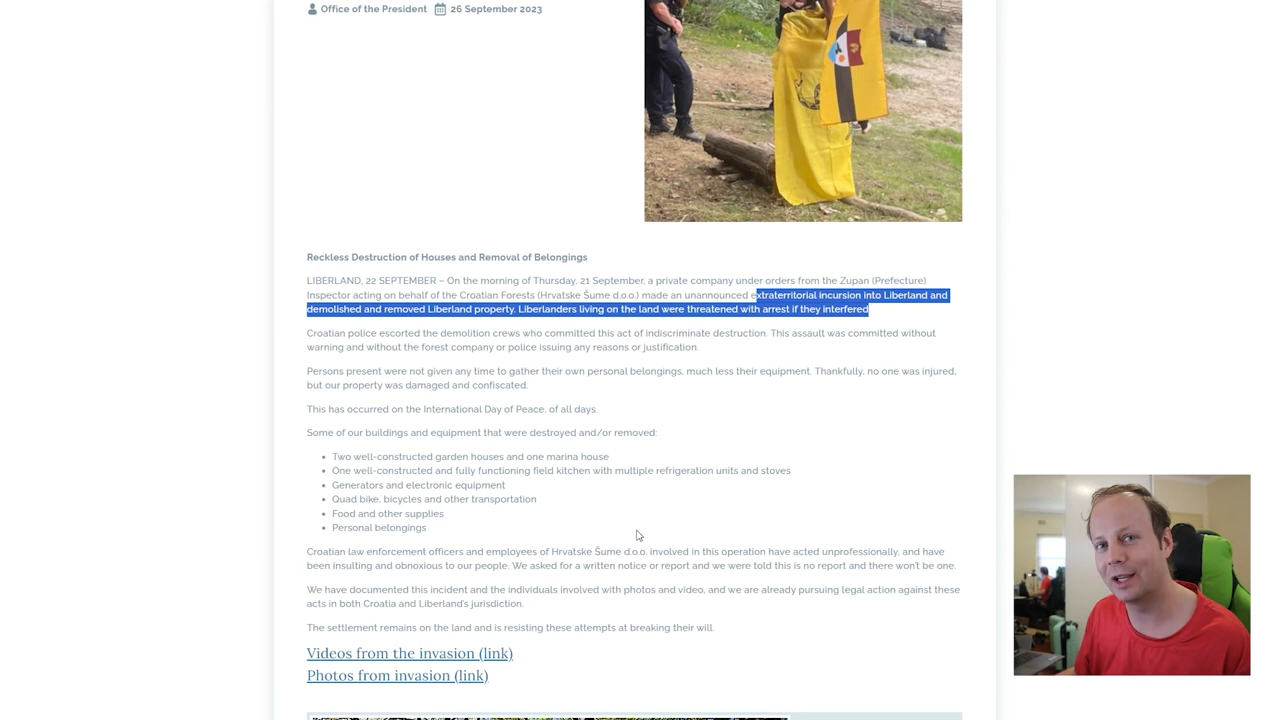 Office of the President 26 September 2023
Reckless Destruction of Houses and Removal of Belongings
LIBERLAND, 22 SEPTEMBER – On the morning of Thursday, 21 September, a private company under orders from the Zupan (Prefecture)
Inspector acting on behalf of the Croatian Forests (Hrvatske Šume d.o.o.) made an unannounced extraterritorial incursion into Liberland and
demolished and removed Liberland property. Liberlanders living on the land were threatened with arrest if they interfered
Croatian police escorted the demolition crews who committed this act of indiscriminate destruction. This assault was committed without
warning and without the forest company or police issuing any reasons or justification.
Persons present were not given any time to gather their own personal belongings, much less their equipment. Thankfully, no one was injured,
but our property was damaged and confiscated.
This has occurred on the International Day of Peace, of all days.
Some of our buildings and equipment that were destroyed and/or removed:
• Two well-constructed garden houses and one marina house
• One well-constructed and fully functioning field kitchen with multiple refrigeration units and stoves
• Generators and electronic equipment
• Quad bike, bicycles and other transportation
• Food and other supplies
• Personal belongings
Croatian law enforcement officers and employees of Hrvatske Šume d.o.o. involved in this operation have acted unprofessionally, and have
been insulting and obnoxious to our people. We asked for a written notice or report and we were told this is no report and there won't be one.
We have documented this incident and the individuals involved with photos and video, and we are already pursuing legal action against these
acts in both Croatia and Liberland's jurisdiction.
The settlement remains on the land and is resisting these attempts at breaking their will.
Videos from the invasion (link)
Photos from invasion (link)